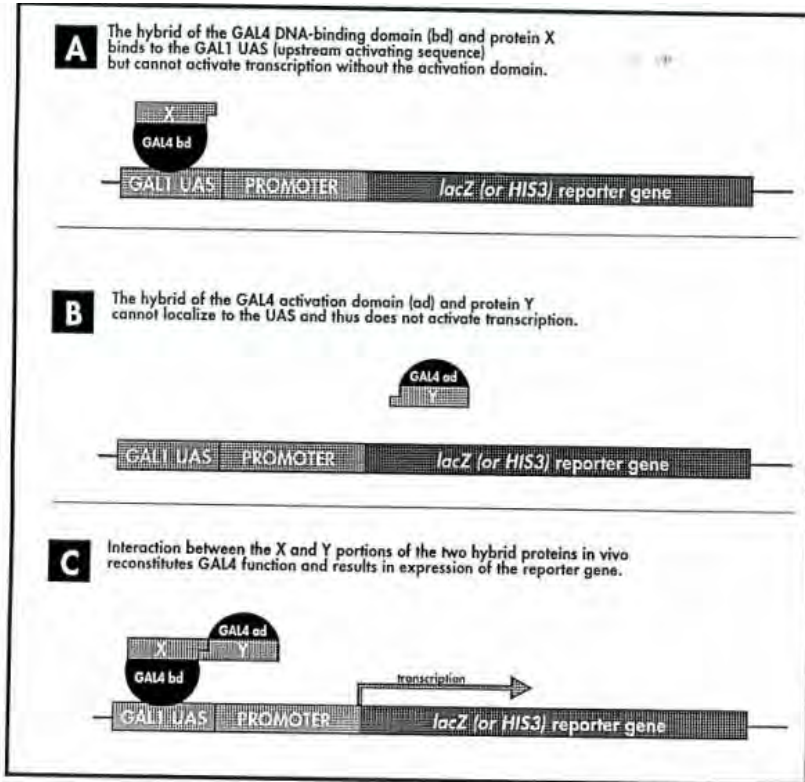 A
The hybrid of the GAL4 DNA-binding domain (bd) and protein X
binds to the GAL1 UAS (upstream activating sequence)
but cannot activate transcription without the activation domain.
X
GAL4 bd
GAL1 UAS PROMOTER lacZ (or HIS3) reporter gene
B
The hybrid of the GAL4 activation domain (ad) and protein Y
cannot localize to the UAS and thus does not activate transcription.
GAL4 ad
Y
GAL1 UAS PROMOTER lacZ (or HIS3) reporter gene
C
Interaction between the X and Y portions of the two hybrid proteins in vivo
reconstitutes GAL4 function and results in expression of the reporter gene.
GAL4 ad
X Y
GAL4 bd
transcription
GAL1 UAS PROMOTER lacZ (or HIS3) reporter gene